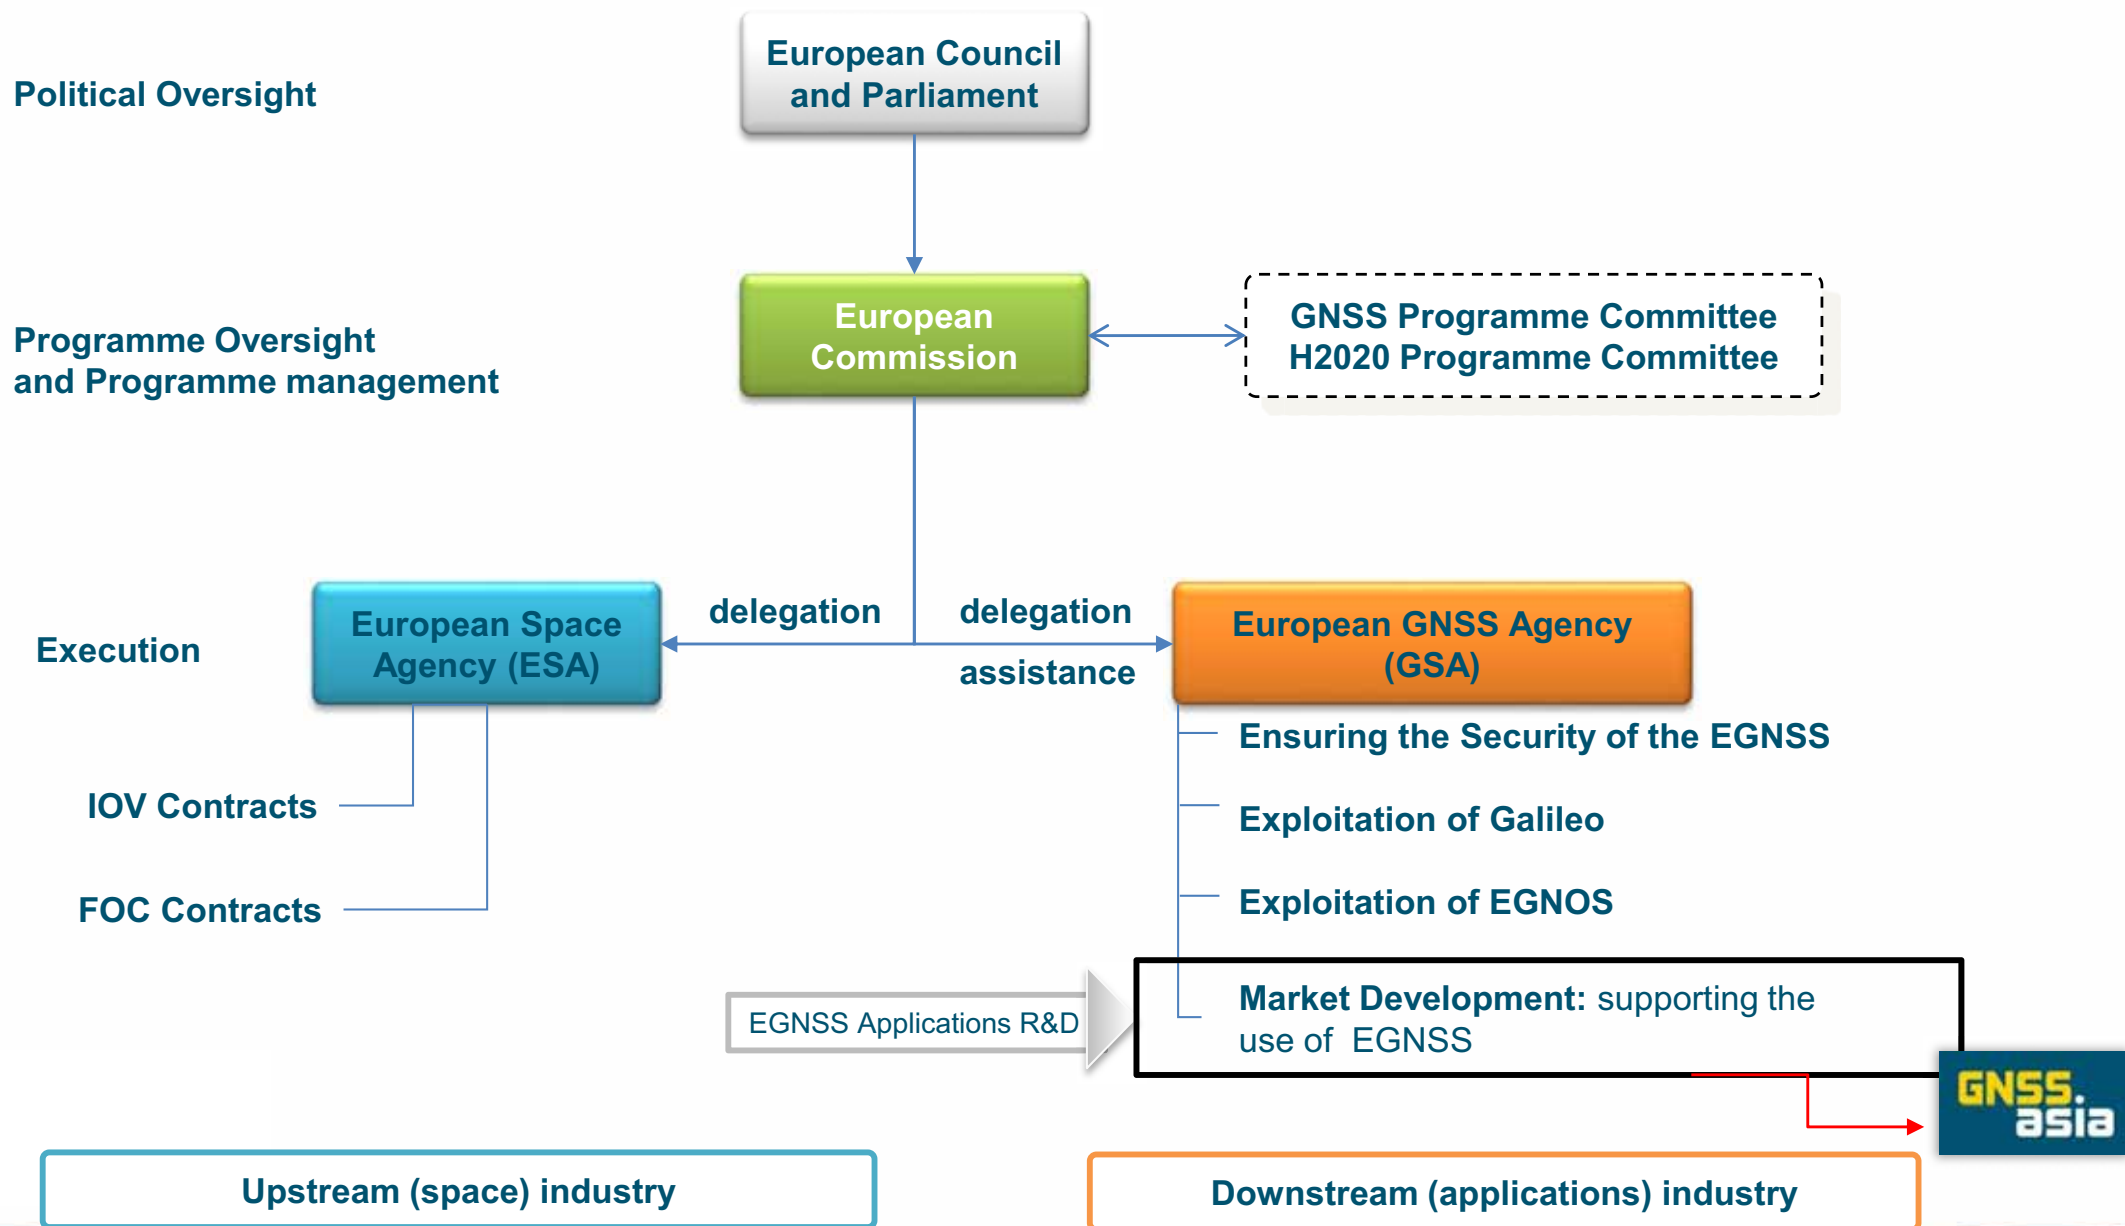 European Council
and Parliament
Political Oversight
European
Commission
GNSS Programme Committee
H2020 Programme Committee
Programme Oversight
and Programme management
European Space
Agency (ESA)
delegation
delegation
assistance
European GNSS Agency
(GSA)
Execution
Ensuring the Security of the EGNSS
IOV Contracts
Exploitation of Galileo
FOC Contracts
Exploitation of EGNOS
EGNSS Applications R&D
Market Development: supporting the
use of EGNSS
GNSS.
asia
Upstream (space) industry
Downstream (applications) industry